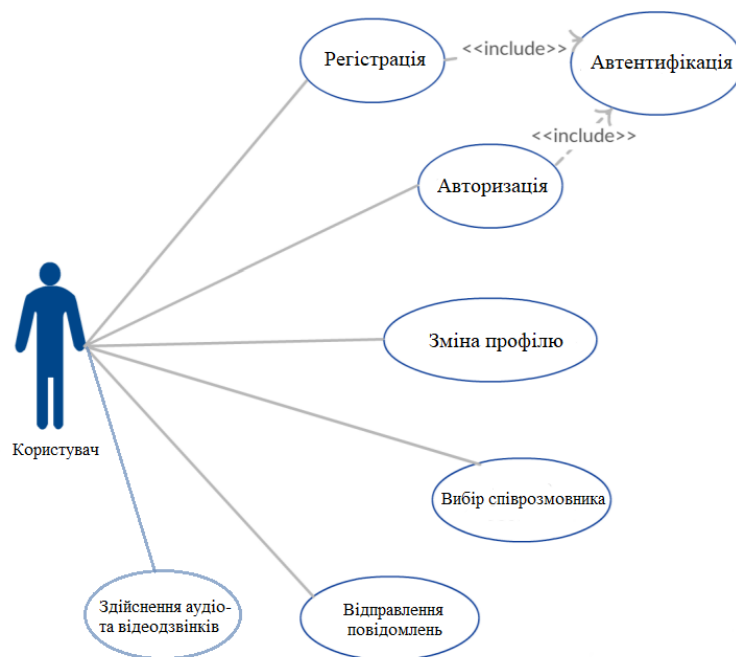 Регістрація
<<include>>
Автентифікація
<<include>>
Авторизація
Зміна профілю
Користувач
Вибір співрозмовника
Здійснення аудіо-
та відеодзвінків
Відправлення
повідомлень